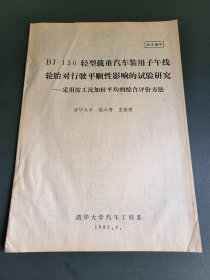 BJ-130 轻型载重汽车装用子午线
轮胎对行驶平顺性影响的试验研究
——采用按工况加权平均的综合评价方法
清华大学
清华大学汽车工程系
1983.4.